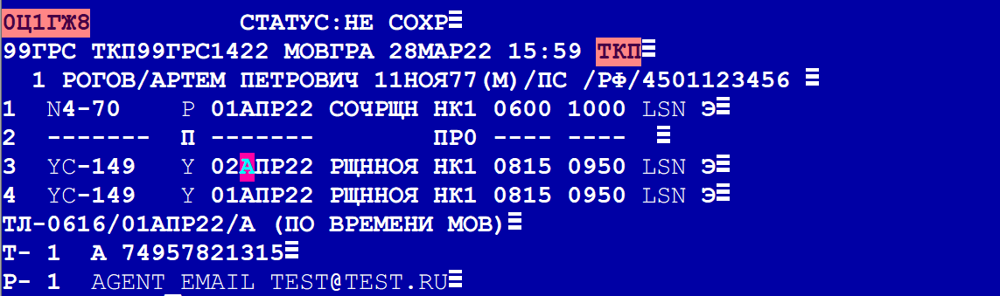 0Ц1ГЖ8 СТАТУС:НЕ СОХР
99ГРС ТКП99ГРС1422 МОВГРА 28МАР22 15:59 ТКП
1 РОГОВ/АРТЕМ ПЕТРОВИЧ 11НОЯ77(М)/ПС /РФ/4501123456
1 N4-70 P 01АПР22 СОЧРЩН НК1 0600 1000 LSN Э
2 ------- П ------- ПР0 ---- ----
3 YC-149 Y 02АПР22 РЩННОЯ НК1 0815 0950 LSN Э
4 YC-149 Y 01АПР22 РЩННОЯ НК1 0815 0950 LSN Э
ТЛ-0616/01АПР22/А (ПО ВРЕМЕНИ МОВ)
Т- 1 А 74957821315
Р- 1 AGENT EMAIL TEST@TEST.RU